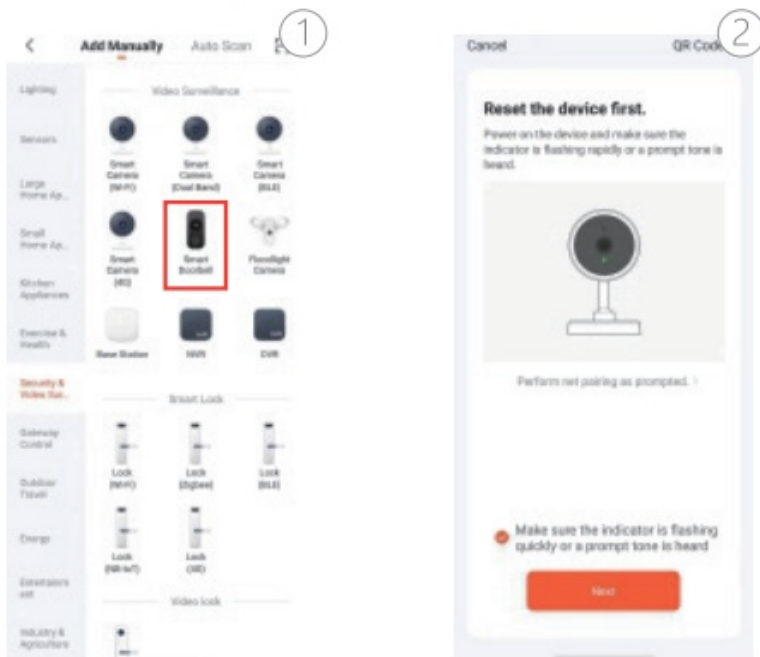 1
Add Manually Auto Scan
Lighting
Sensors
Large
Home Ap...
Small
Home Ap...
Kitchen
Appliances
Exercise &
Health
Security &
Video Sur...
Gateway
Control
Outdoor
Travel
Energy
Entertainm
ent
Industry &
Agriculture
Video Surveillance
Smart
Camera
(Wi-Fi)
Smart
Camera
(Dual Band)
Smart
Camera
(BLE)
Smart
Camera
(4G)
Smart
Doorbell
Floodlight
Camera
Base Station
NVR
DVR
Smart Lock
Lock
(Wi-Fi)
Lock
(Zigbee)
Lock
(BLE)
Lock
(NB-IoT)
Lock
(4G)
Video lock
2
Cancel QR Code
Reset the device first.
Power on the device and make sure the
indicator is flashing rapidly or a prompt tone is
heard.
Perform net pairing as prompted. >
Make sure the indicator is flashing
quickly or a prompt tone is heard
Next